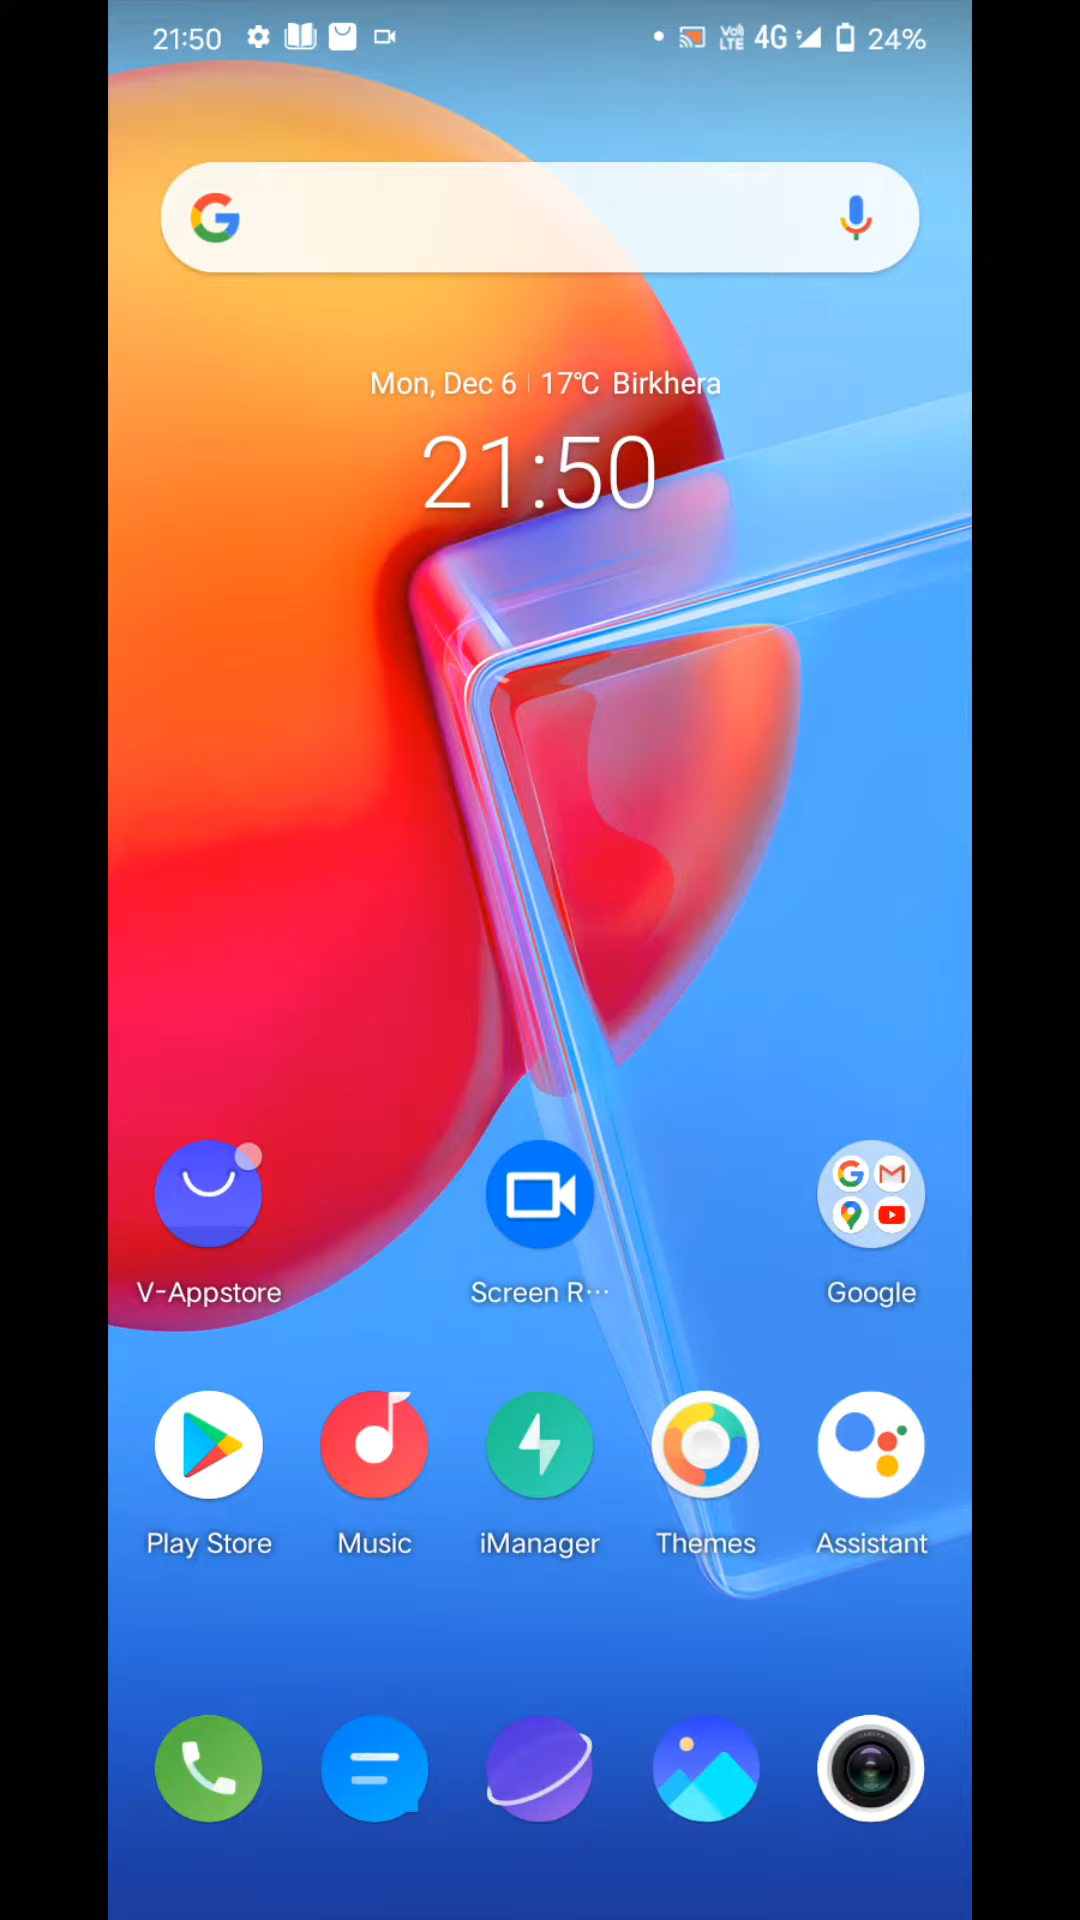 21:50 VoLTE 4G 24%
Mon, Dec 6 17℃ Birkhera
21:50
V-Appstore Screen R··· Google
Play Store Music iManager Themes Assistant